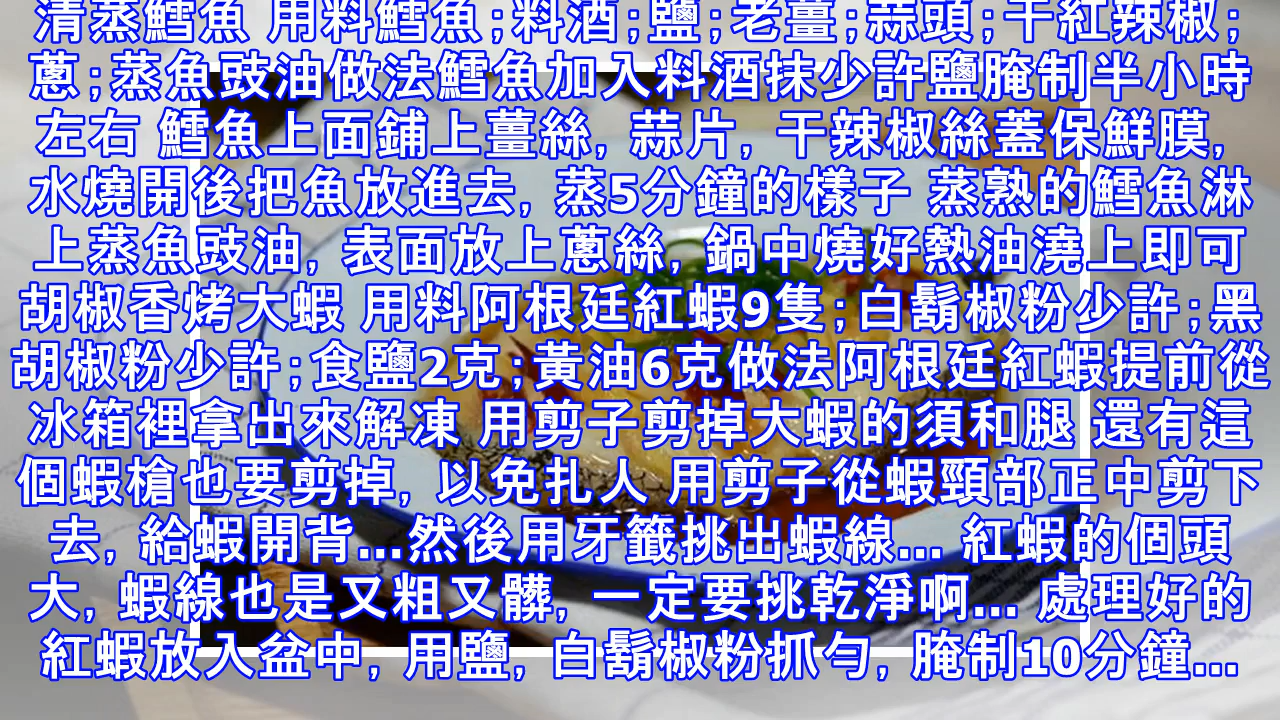 清蒸鱈魚 用料鱈魚;料酒;鹽;老薑;蒜頭;干紅辣椒;
蔥;蒸魚豉油做法鱈魚加入料酒抹少許鹽腌制半小時
左右 鱈魚上面鋪上薑絲, 蒜片, 干辣椒絲蓋保鮮膜,
水燒開後把魚放進去, 蒸5分鐘的樣子 蒸熟的鱈魚淋
上蒸魚豉油, 表面放上蔥絲, 鍋中燒好熱油澆上即可
胡椒香烤大蝦 用料阿根廷紅蝦9隻;白鬍椒粉少許;黑
胡椒粉少許;食鹽2克;黃油6克做法阿根廷紅蝦提前從
冰箱裡拿出來解凍 用剪子剪掉大蝦的須和腿 還有這
個蝦槍也要剪掉, 以免扎人 用剪子從蝦頸部正中剪下
去, 給蝦開背...然後用牙籤挑出蝦線... 紅蝦的個頭
大, 蝦線也是又粗又髒, 一定要挑乾淨啊... 處理好的
紅蝦放入盆中, 用鹽, 白鬍椒粉抓勻, 腌制10分鐘...